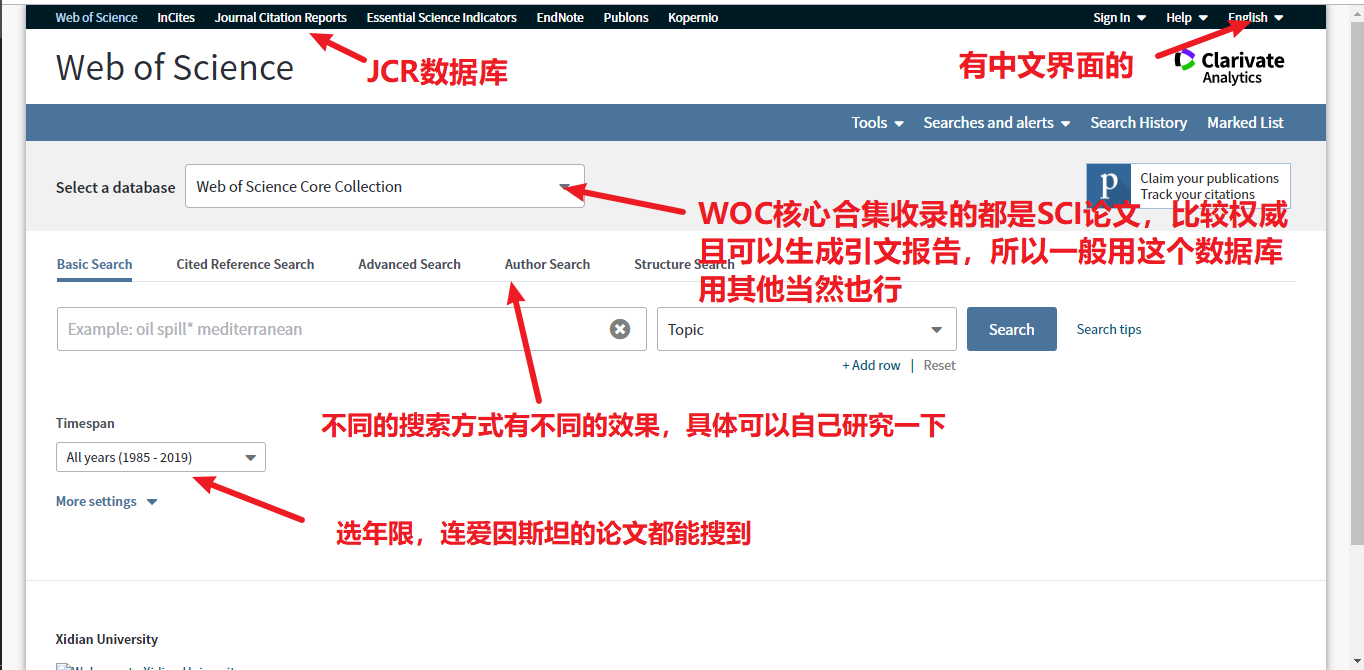 Web of Science InCites Journal Citation Reports Essential Science Indicators EndNote Publons Kopernio Sign In Help English
Web of Science
JCR数据库
有中文界面的
Clarivate
Analytics
Tools Searches and alerts Search History Marked List
Select a database Web of Science Core Collection
Claim your publications
Track your citations
WOC核心合集收录的都是SCI论文，比较权威
且可以生成引文报告，所以一般用这个数据库
用其他当然也行
Basic Search Cited Reference Search Advanced Search Author Search Structure Search
Example: oil spill* mediterranean Topic Search Search tips
+ Add row | Reset
不同的搜索方式有不同的效果，具体可以自己研究一下
Timespan
All years (1985 - 2019)
More settings
选年限，连爱因斯坦的论文都能搜到
Xidian University